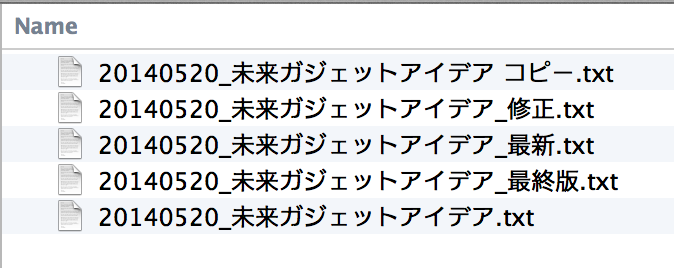 Name
20140520_未来ガジェットアイデア コピー.txt
20140520_未来ガジェットアイデア_修正.txt
20140520_未来ガジェットアイデア_最新.txt
20140520_未来ガジェットアイデア_最終版.txt
20140520_未来ガジェットアイデア.txt